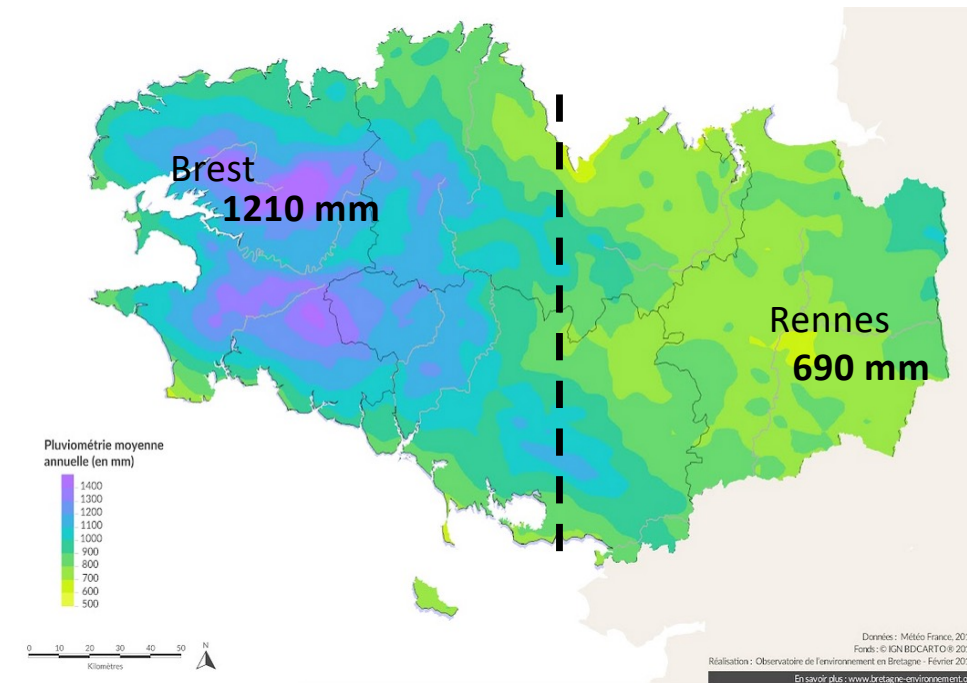 Brest
1210 mm
Rennes
690 mm
Pluviométrie moyenne
annuelle (en mm)
1400
1300
1200
1100
1000
900
800
700
600
500
0 10 20 30 40 50
Kilomètres
N
Données : Météo France,
Fonds : © IGN BDCARTO®
Réalisation : Observatoire de l'environnement en Bretagne - Février
En savoir plus : www.bretagne-environnement.o